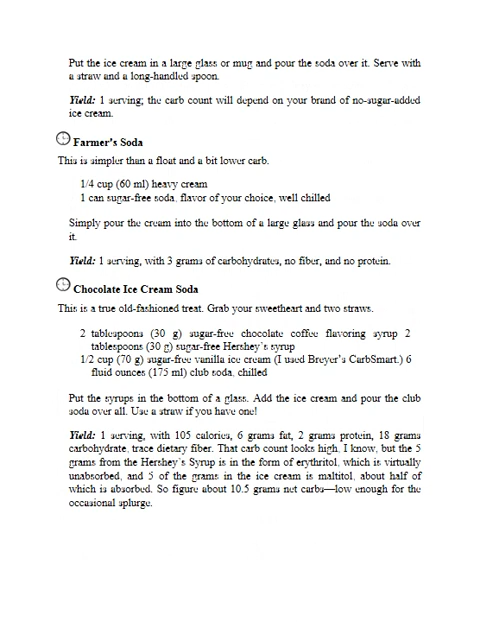 Put the ice cream in a large glass or mug and pour the soda over it. Serve with
a straw and a long-handled spoon.
Yield: 1 serving; the carb count will depend on your brand of no-sugar-added
ice cream.
Farmer's Soda
This is simpler than a float and a bit lower carb.
1/4 cup (60 ml) heavy cream
1 can sugar-free soda, flavor of your choice, well chilled
Simply pour the cream into the bottom of a large glass and pour the soda over
it.
Yield: 1 serving, with 3 grams of carbohydrates, no fiber, and no protein.
Chocolate Ice Cream Soda
This is a true old-fashioned treat. Grab your sweetheart and two straws.
2 tablespoons (30 g) sugar-free chocolate coffee flavoring syrup 2
tablespoons (30 g) sugar-free Hershey's syrup
1/2 cup (70 g) sugar-free vanilla ice cream (I used Breyer's CarbSmart.) 6
fluid ounces (175 ml) club soda, chilled
Put the syrups in the bottom of a glass. Add the ice cream and pour the club
soda over all. Use a straw if you have one!
Yield: 1 serving, with 105 calories, 6 grams fat, 2 grams protein, 18 grams
carbohydrate, trace dietary fiber. That carb count looks high, I know, but the 5
grams from the Hershey's Syrup is in the form of erythritol, which is virtually
unabsorbed, and 5 of the grams in the ice cream is maltitol, about half of
which is absorbed. So figure about 10.5 grams net carbs—low enough for the
occasional splurge.